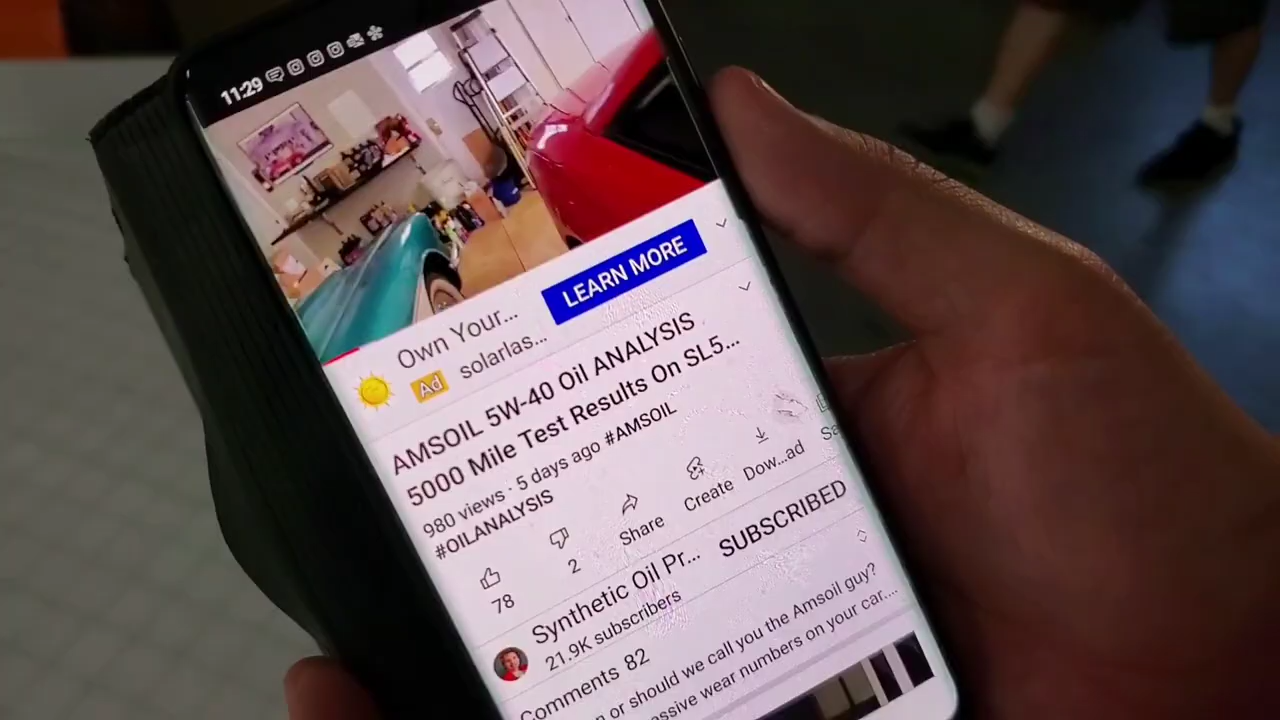 11:29
LEARN MORE
Own Your...
Ad solarlas...
AMSOIL 5W-40 Oil ANALYSIS
5000 Mile Test Results On SL5...
980 views · 5 days ago #AMSOIL
#OILANALYSIS
78
2
Share
Create
Dow...ad
Sa
Synthetic Oil Pr...
SUBSCRIBED
21.9K subscribers
Comments 82
n or should we call you the Amsoil guy?
assive wear numbers on your car....